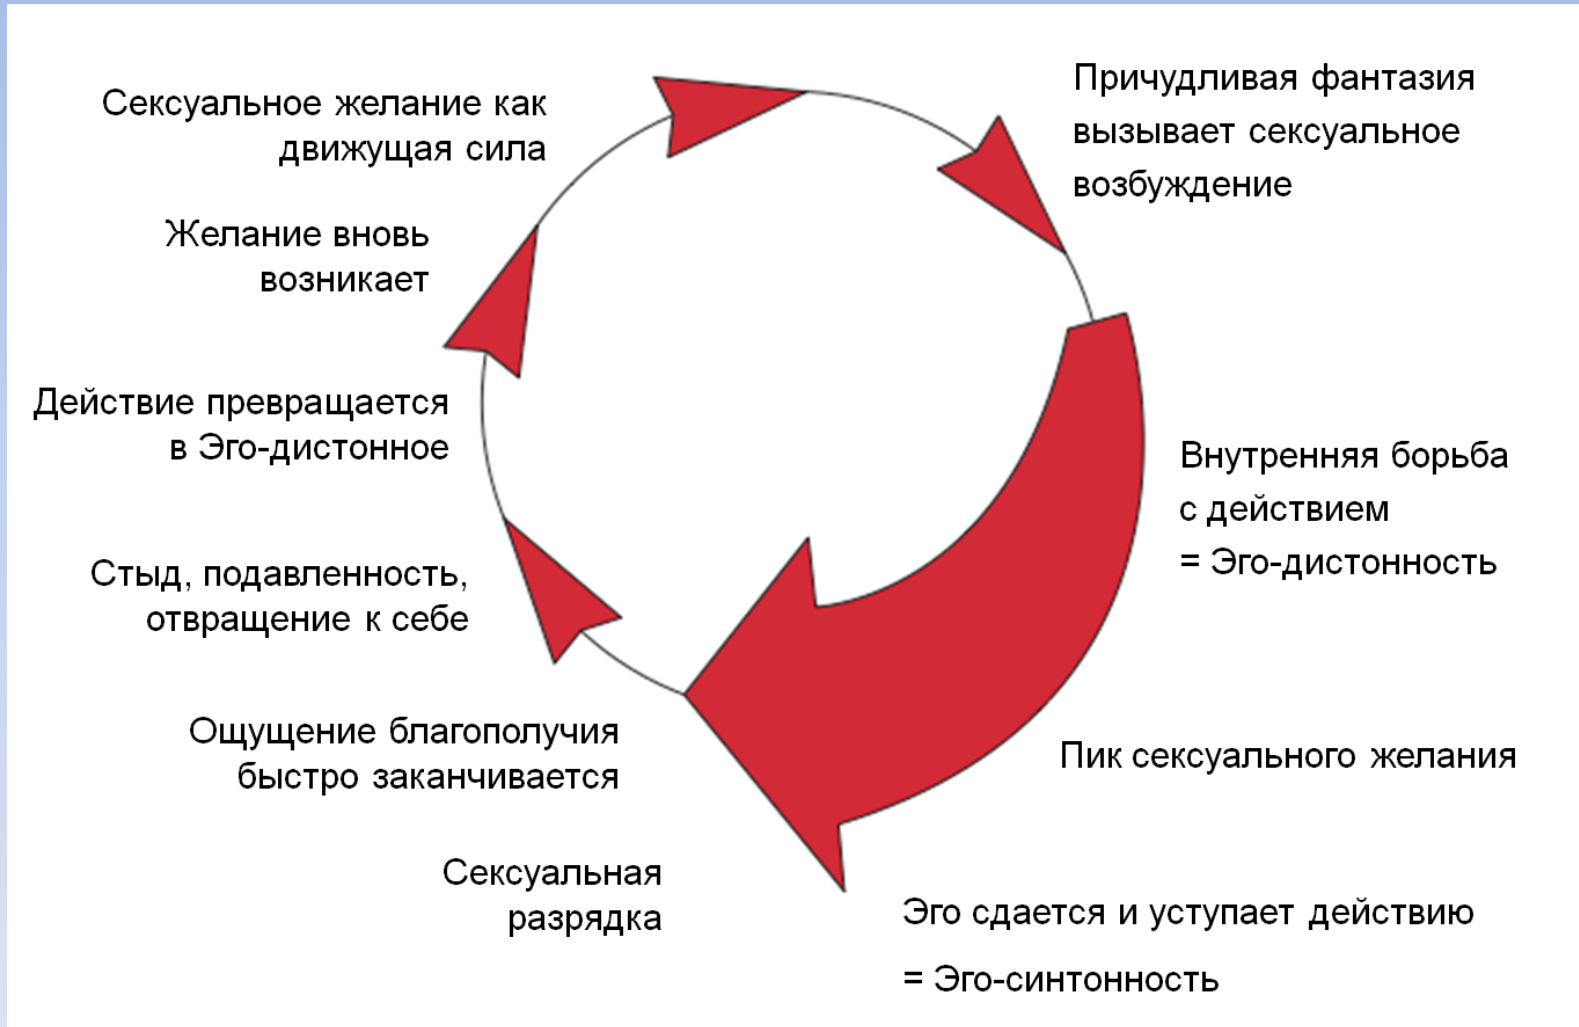 Сексуальное желание как
движущая сила
Причудливая фантазия
вызывает сексуальное
возбуждение
Желание вновь
возникает
Действие превращается
в Эго-дистонное
Внутренняя борьба
с действием
= Эго-дистонность
Стыд, подавленность,
отвращение к себе
Ощущение благополучия
быстро заканчивается
Пик сексуального желания
Сексуальная
разрядка
Эго сдается и уступает действию
= Эго-синтонность